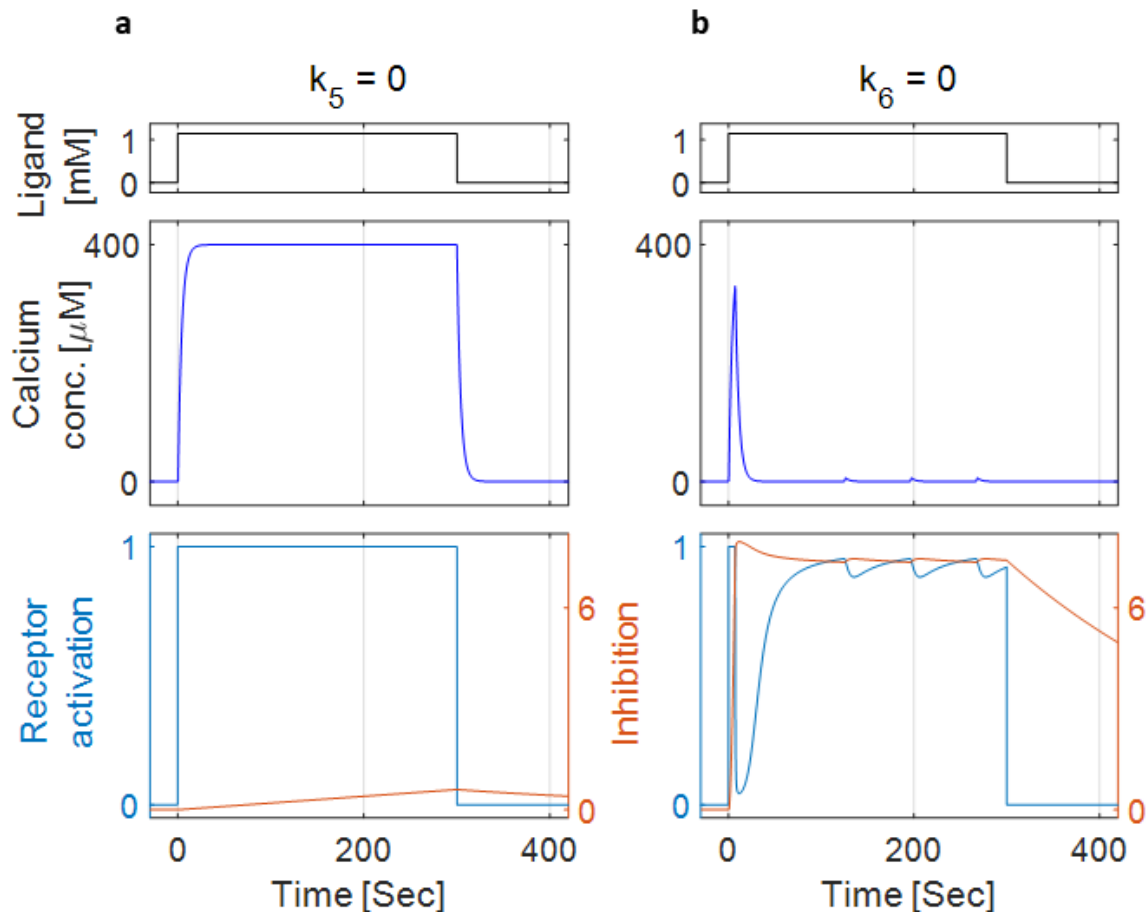 a
b
k5 = 0
k6 = 0
Ligand
[mM]
1
0
1
0
Calcium
conc. [μM]
400
0
400
0
Receptor
activation
1
0
6
0
Inhibition
1
0
6
0
0
200
400
0
200
400
Time [Sec]
Time [Sec]